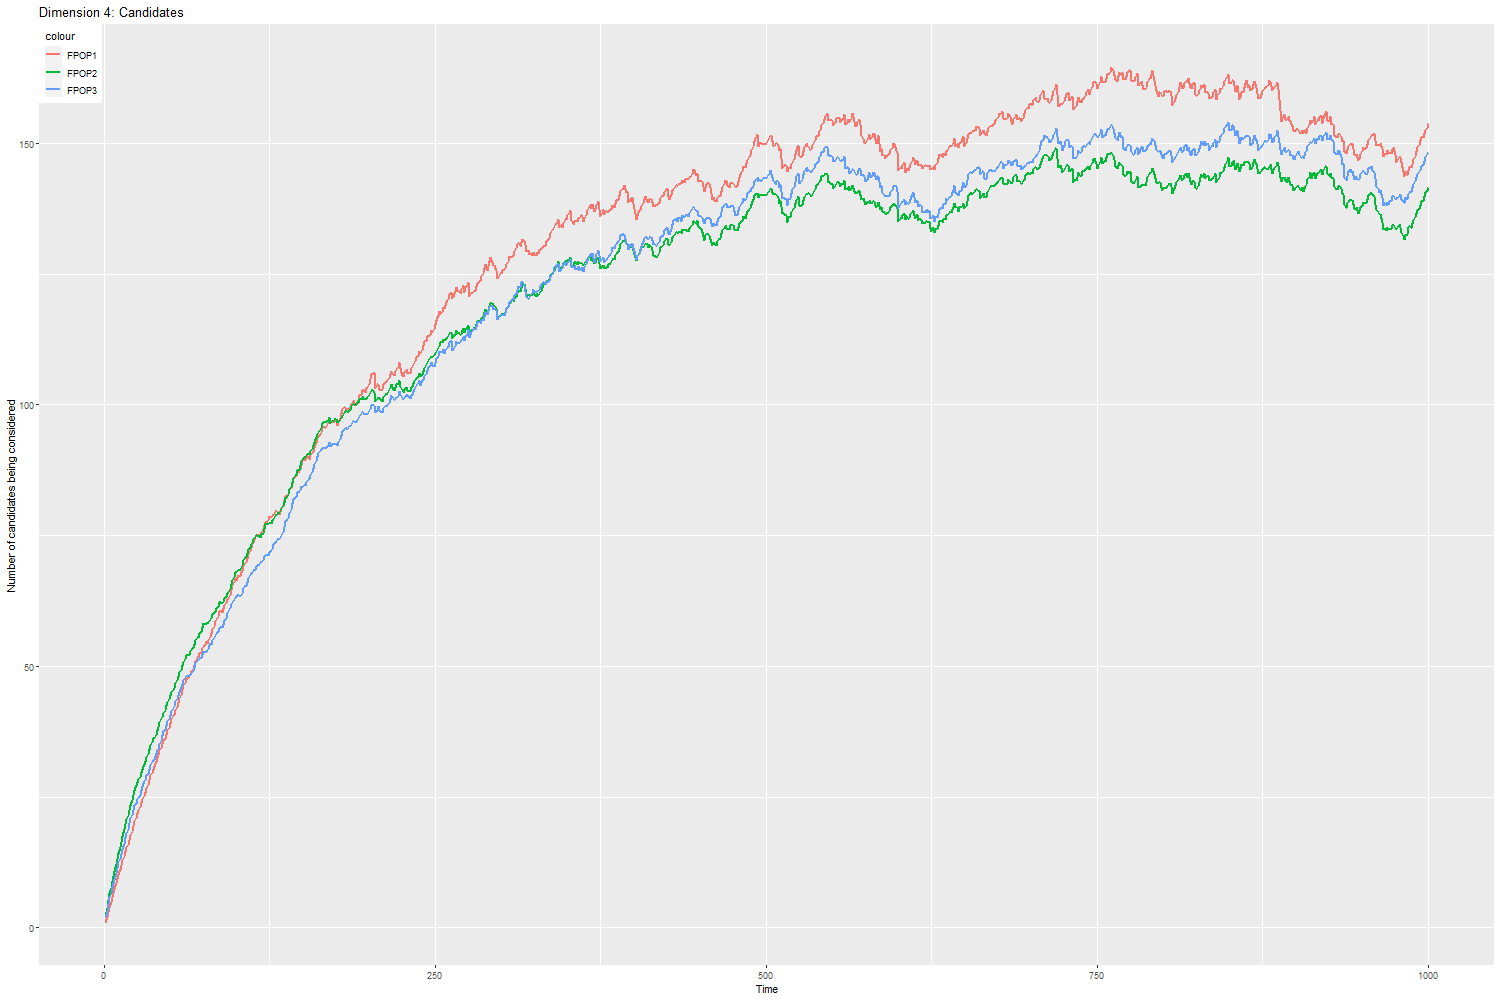 Dimension 4: Candidates
colour
FPOP1
FPOP2
FPOP3
Number of candidates being considered
150
100
50
0
0
250
500
750
1000
Time